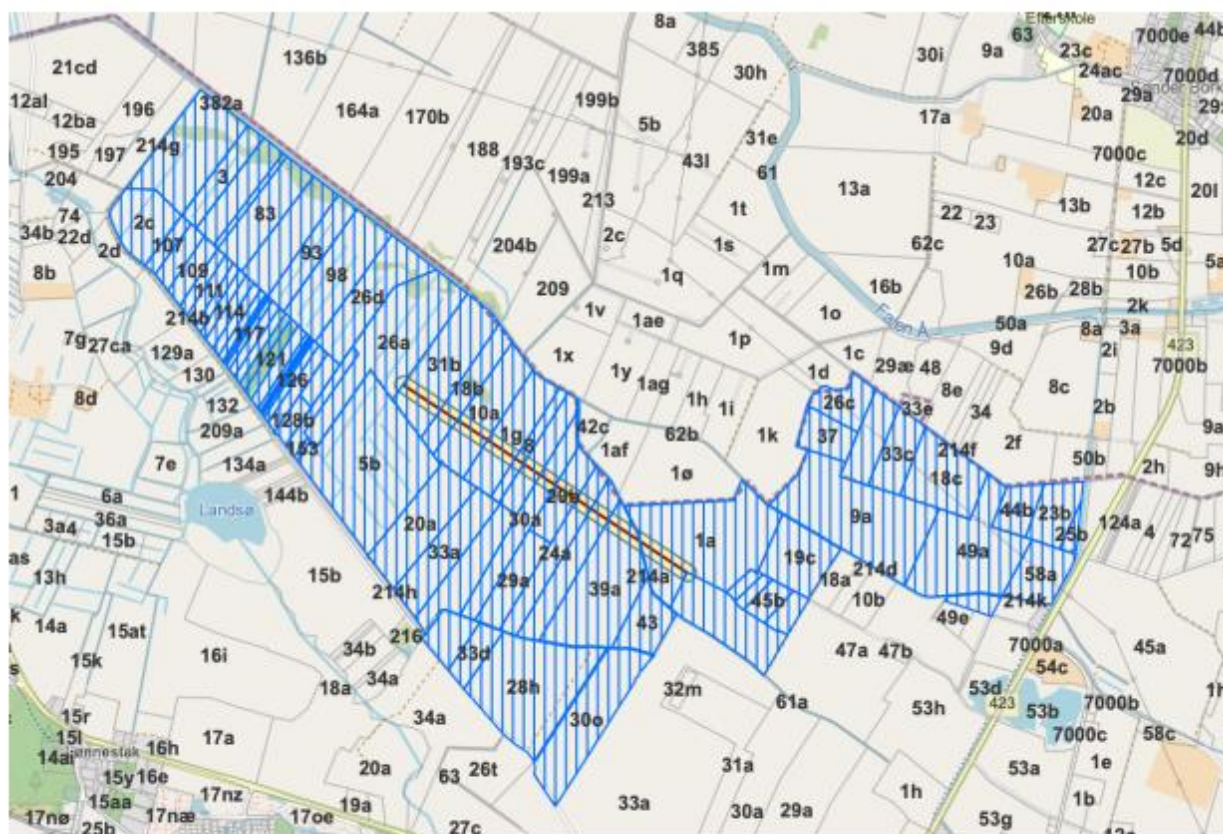 Efterskole
8a
63
7000e
44b
385
30i
9a
23c
21cd
136b
30h
24ac
7000d
199b
29a
Sønder Bork
12al
196
382a
164a
170b
5b
17a
20a
12ba
31e
195
197
214g
188
193c
43l
7000c
20d
204
3
199a
61
13a
12c
20l
74
2c
83
213
1t
22
23
13b
12b
34b
22d
107
2c
1s
62c
27c
27b
5d
2d
93
204b
10a
10b
8b
109
98
1q
1m
16b
26b
28b
111
26d
209
2k
214b
114
1v
1ae
1o
Falen Å
50a
8a
3a
423
7g
27ca
117
26a
1p
1c
9d
2i
7000b
129a
121
31b
1x
1y
1d
29æ
48
130
126
18b
1ag
8e
8c
8d
132
128b
10a
1h
26c
33e
34
2b
209a
153
1g
42c
1i
37
214f
2f
9a
7e
134a
5b
1af
62b
1k
33c
18c
50b
2h
9h
1
6a
144b
1ø
Landsø
36a
20a
30a
9a
44b
23b
124a
4
3a
4
15b
33a
24a
1a
25b
72
75
as
15b
29a
39a
214a
19c
214d
49a
58a
13h
214h
18a
45b
10b
214k
14a
43
49e
15at
216
34b
33d
47a
47b
7000a
45a
15k
16i
34a
28h
32m
54c
18a
53d
34a
30o
61a
53h
423
53b
7000b
15r
17a
7000c
58c
15l
16h
14ai
20a
63
26t
31a
53a
1e
15y
16e
17nz
1h
1b
15aa
19a
33a
30a
29a
17nø
17næ
17oe
53g
25b
27c